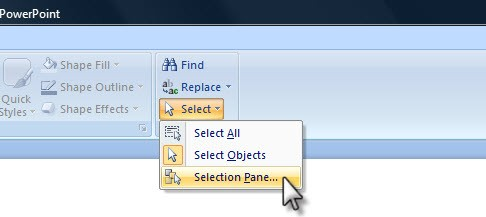 PowerPoint
Shape Fill
Shape Outline
Shape Effects
Quick
Styles
Find
Replace
Select
Select All
Select Objects
Selection Pane...